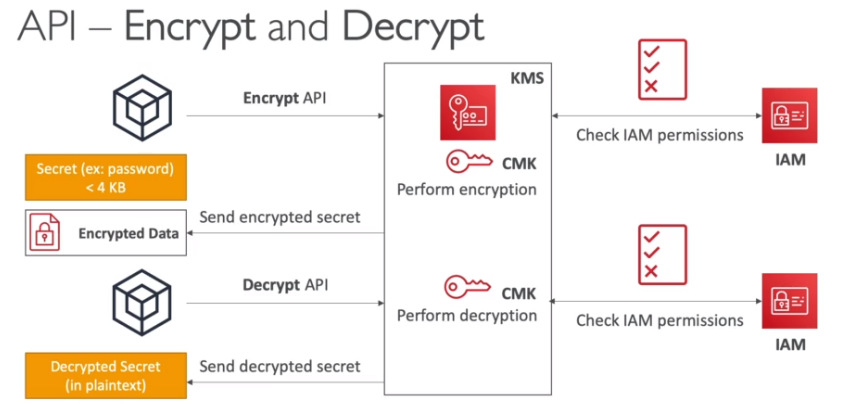 API – Encrypt and Decrypt
Encrypt API
Secret (ex: password)
< 4 KB
KMS
CMK
Perform encryption
Check IAM permissions
IAM
Send encrypted secret
Encrypted Data
Decrypt API
CMK
Perform decryption
Check IAM permissions
IAM
Send decrypted secret
Decrypted Secret
(in plaintext)